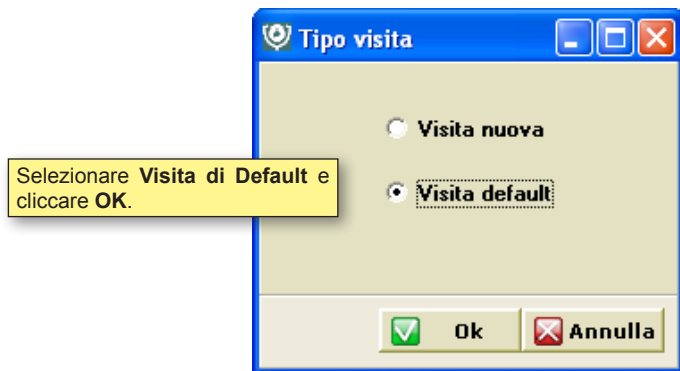 Tipo visita
Visita nuova
Selezionare Visita di Default e
cliccare OK.
Visita default
Ok
Annulla